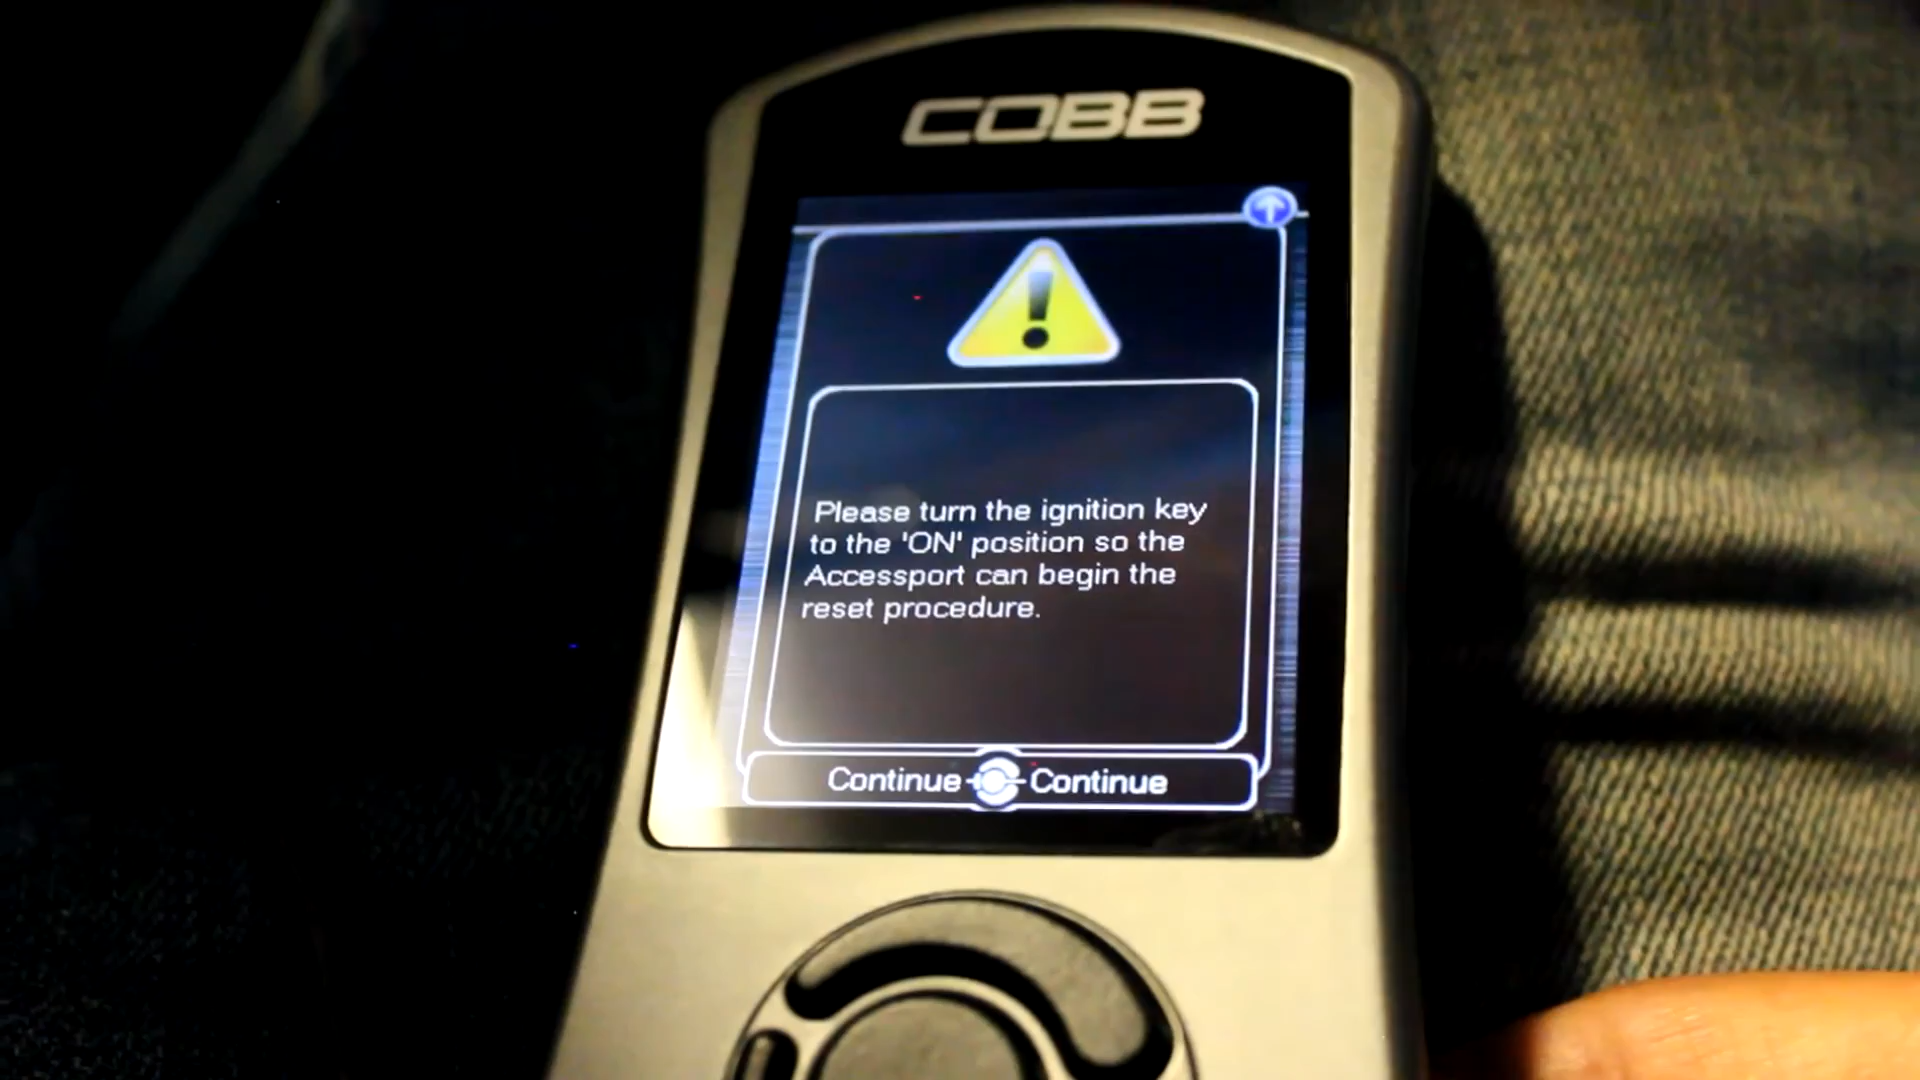 COBB
Please turn the ignition key
to the 'ON' position so the
Accessport can begin the
reset procedure.
Continue Continue